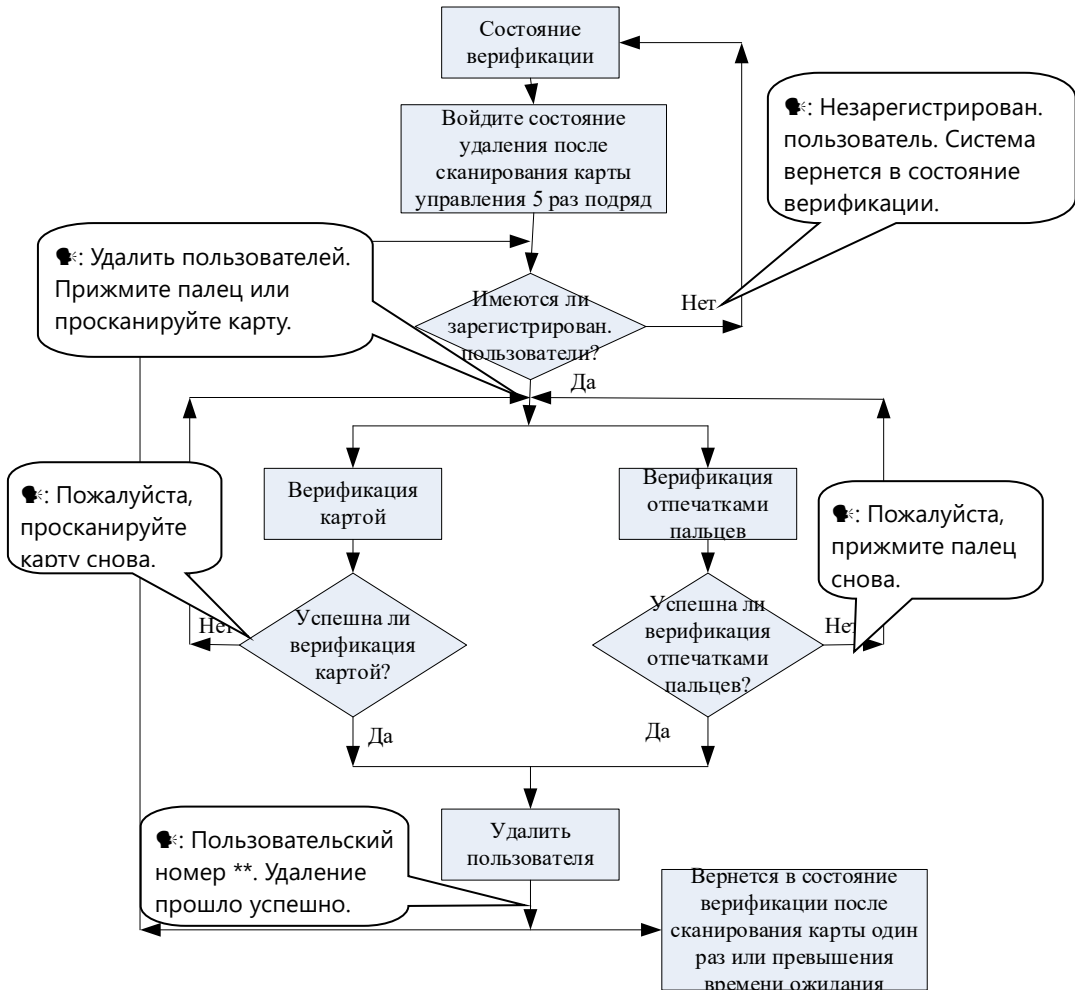 Состояние
верификации
Войдите состояние
удаления после
сканирования карты
управления 5 раз подряд
🗣: Незарегистрирован.
пользователь. Система
вернется в состояние
верификации.
🗣: Удалить пользователей.
Прижмите палец или
просканируйте карту.
Имеются ли
зарегистрирован.
пользователи?
Нет
Да
🗣: Пожалуйста,
просканируйте
карту снова.
Верификация
картой
Верификация
отпечатками
пальцев
🗣: Пожалуйста,
прижмите палец
снова.
Успешна ли
верификация
картой?
Нет
Успешна ли
верификация
отпечатками
пальцев?
Нет
Да
Да
🗣: Пользовательский
номер **. Удаление
прошло успешно.
Удалить
пользователя
Вернется в состояние
верификации после
сканирования карты один
раз или превышения
времени ожидания